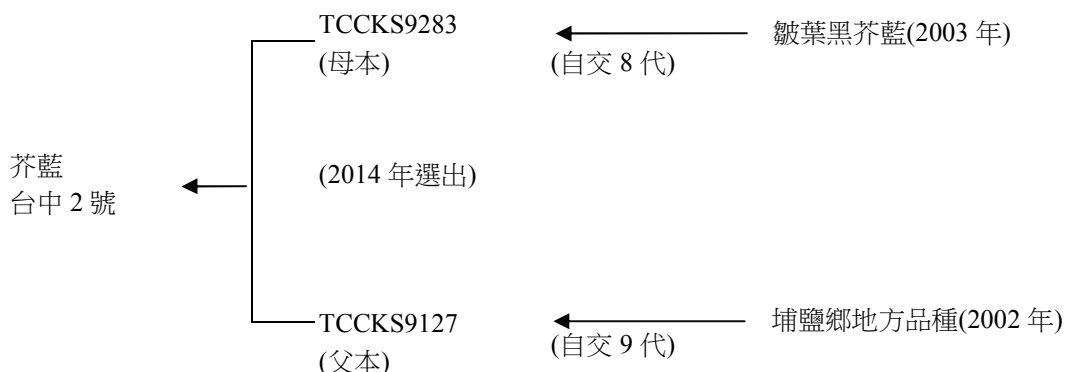 TCCKS9283
(母本)
(自交 8 代)
皺葉黑芥藍(2003 年)
芥藍
台中 2 號
(2014 年選出)
TCCKS9127
(父本)
(自交 9 代)
埔鹽鄉地方品種(2002 年)